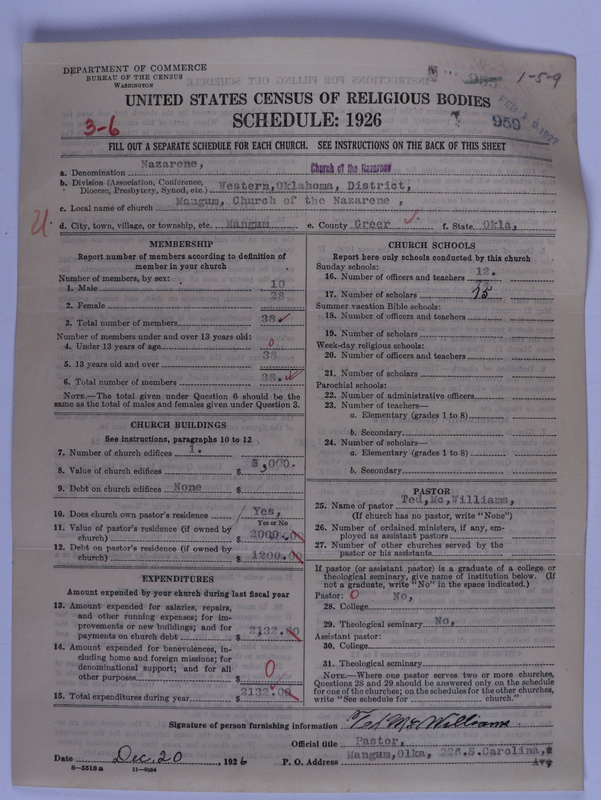 DEPARTMENT OF COMMERCE
BUREAU OF THE CENSUS
WASHINGTON
1-5-9
UNITED STATES CENSUS OF RELIGIOUS BODIES
SCHEDULE: 1926
3-6
959
FEB 1927
FILL OUT A SEPARATE SCHEDULE FOR EACH CHURCH. SEE INSTRUCTIONS ON THE BACK OF THIS SHEET
a. Denomination Nazarene, Church of the Nazarene
b. Division (Association, Conference, Diocese, Presbytery, Synod, etc.) Western, Oklahoma, District,
c. Local name of church Mangum, Church of the Nazarene ,
d. City, town, village, or township, etc. Mangum e. County Greer f. State Okla,
MEMBERSHIP
Report number of members according to definition of
member in your church
Number of members, by sex:
1. Male 10
2. Female 28
3. Total number of members 38.
Number of members under and over 13 years old:
4. Under 13 years of age 0
5. 13 years old and over 38
6. Total number of members 38.
NOTE.—The total given under Question 6 should be the
same as the total of males and females given under Question 3.
CHURCH BUILDINGS
See instructions, paragraphs 10 to 12
7. Number of church edifices 1.
8. Value of church edifices $ 5,000.
9. Debt on church edifices None $
10. Does church own pastor's residence / Yes,
Yes or No
11. Value of pastor's residence (if owned by
church) $ 2000.00
12. Debt on pastor's residence (if owned by
church) $ 1200.00
EXPENDITURES
Amount expended by your church during last fiscal year
13. Amount expended for salaries, repairs,
and other running expenses; for im-
provements or new buildings; and for
payments on church debt $ 2132.00
14. Amount expended for benevolences, in-
cluding home and foreign missions; for
denominational support; and for all
other purposes $ 0
15. Total expenditures during year $ 2132.00
CHURCH SCHOOLS
Report here only schools conducted by this church
Sunday schools:
16. Number of officers and teachers 12.
17. Number of scholars 75
Summer vacation Bible schools:
18. Number of officers and teachers
19. Number of scholars
Week-day religious schools:
20. Number of officers and teachers
21. Number of scholars
Parochial schools:
22. Number of administrative officers
23. Number of teachers—
a. Elementary (grades 1 to 8)
b. Secondary
24. Number of scholars—
a. Elementary (grades 1 to 8)
b. Secondary
PASTOR
25. Name of pastor Ted, Mc, Williams,
(If church has no pastor, write "None")
26. Number of ordained ministers, if any, em-
ployed as assistant pastors
27. Number of other churches served by the
pastor or his assistants
If pastor (or assistant pastor) is a graduate of a college or
theological seminary, give name of institution below. (If
not a graduate, write "No" in the space indicated.)
Pastor: 0 No,
28. College
29. Theological seminary No,
Assistant pastor:
30. College
31. Theological seminary
NOTE.—Where one pastor serves two or more churches,
Questions 28 and 29 should be answered only on the schedule
for one of the churches; on the schedules for the other churches,
write "See schedule for church."
Signature of person furnishing information Ted McWilliams.
Official title Pastor,
Date Dec. 20, 1926 P. O. Address Mangum, Olka, 226.S.Carolina,
Ave
8-5518a 11-9064